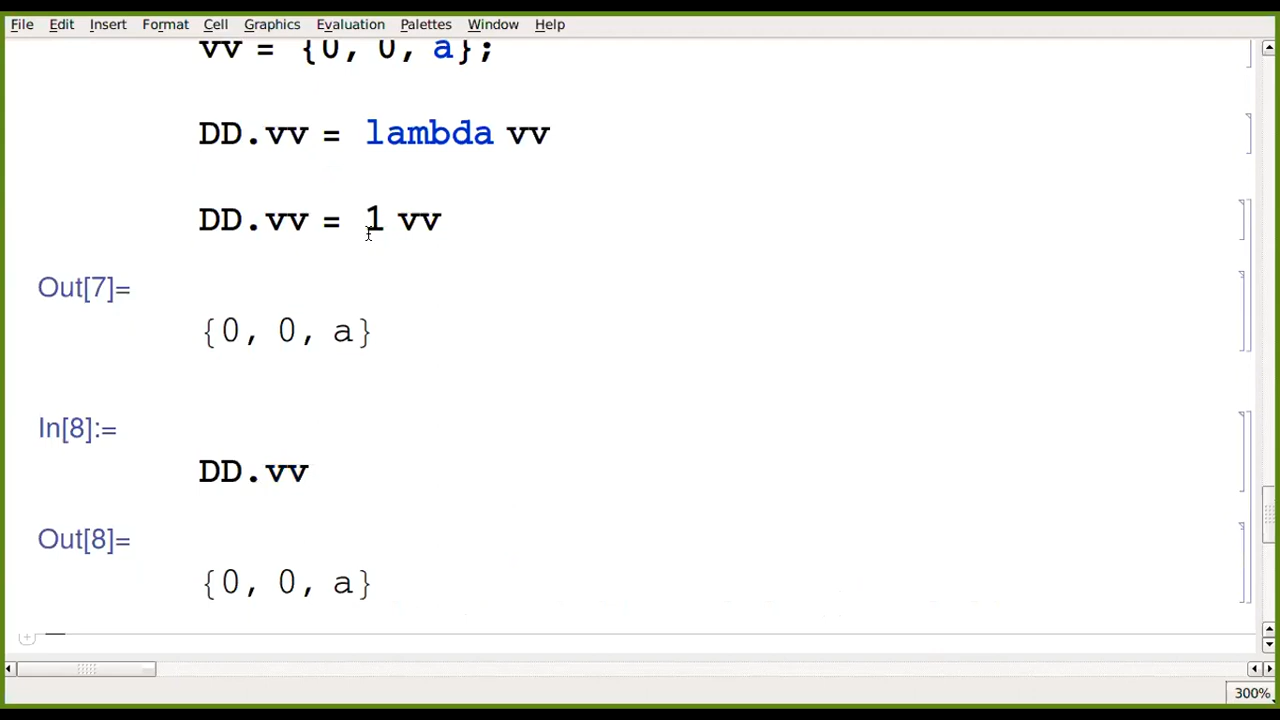 File Edit Insert Format Cell Graphics Evaluation Palettes Window Help
vv = {0, 0, a};
DD.vv = lambda vv
DD.vv = 1 vv
Out[7]=
{0, 0, a}
In[8]:=
DD.vv
Out[8]=
{0, 0, a}
300%